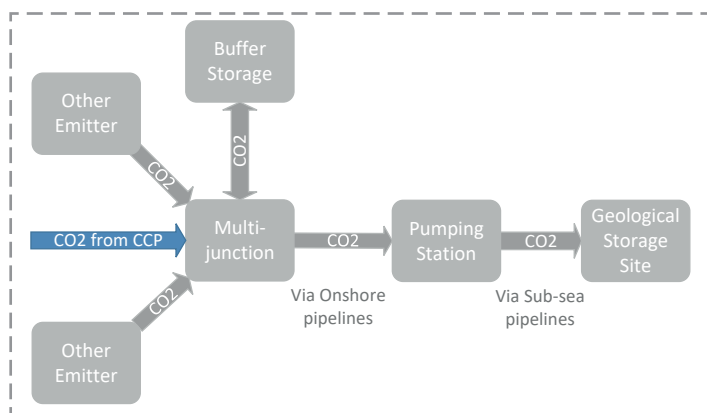 Buffer
Storage
Other
Emitter
CO2
CO2
CO2 from CCP
Multi-
junction
CO2
Pumping
Station
CO2
Geological
Storage
Site
CO2
Via Onshore
pipelines
Via Sub-sea
pipelines
Other
Emitter